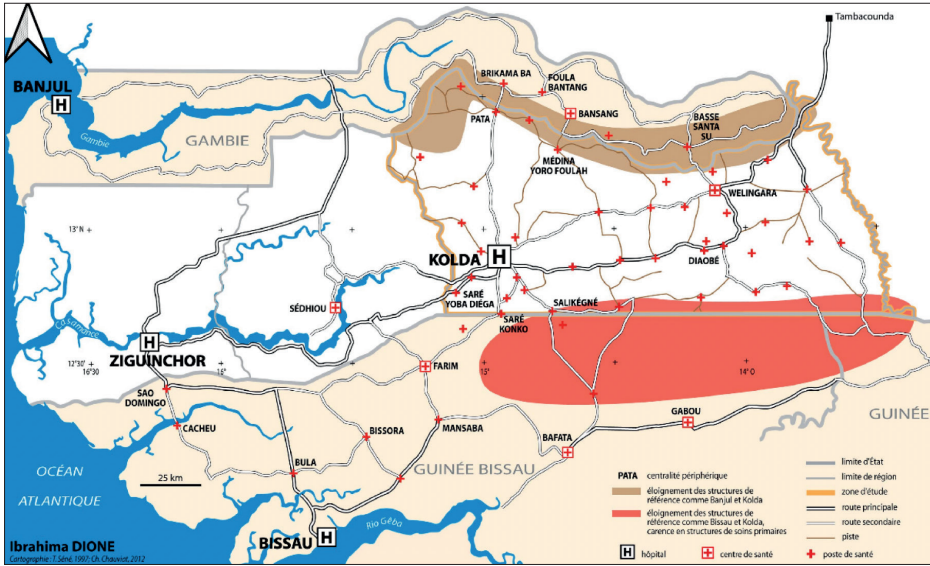 Tambacounda
BANJUL
H
Gambie
GAMBIE
BRIKAMA BA
FOULA
BANTANG
BANSANG
PATA
BASSE
SANTA
SU
MÉDINA
YORO FOULAH
WELINGARA
13° N
KOLDA
H
DIAOBÉ
SARÉ
YOBA DIÉGA
SALIKÉGNÉ
SÉDHIOU
SARÉ
KONKO
Casamance
H
ZIGUINCHOR
12°30'
16°30
16°
15°
14° O
FARIM
SAO
DOMINGO
CACHEU
BISSORA
MANSABA
GABOU
GUINÉE
BAFATA
BULA
GUINÉE BISSAU
OCÉAN
ATLANTIQUE
25 km
Rio Gêba
BISSAU
H
PATA centralité périphérique
éloignement des structures de
référence comme Banjul et Kolda
éloignement des structures de
référence comme Bissau et Kolda,
carence en structures de soins primaires
H hôpital
centre de santé
poste de santé
limite d'État
limite de région
zone d'étude
route principale
route secondaire
piste
Ibrahima DIONE
Cartographie : T. Séné, 1997; Ch. Chauviat, 2012